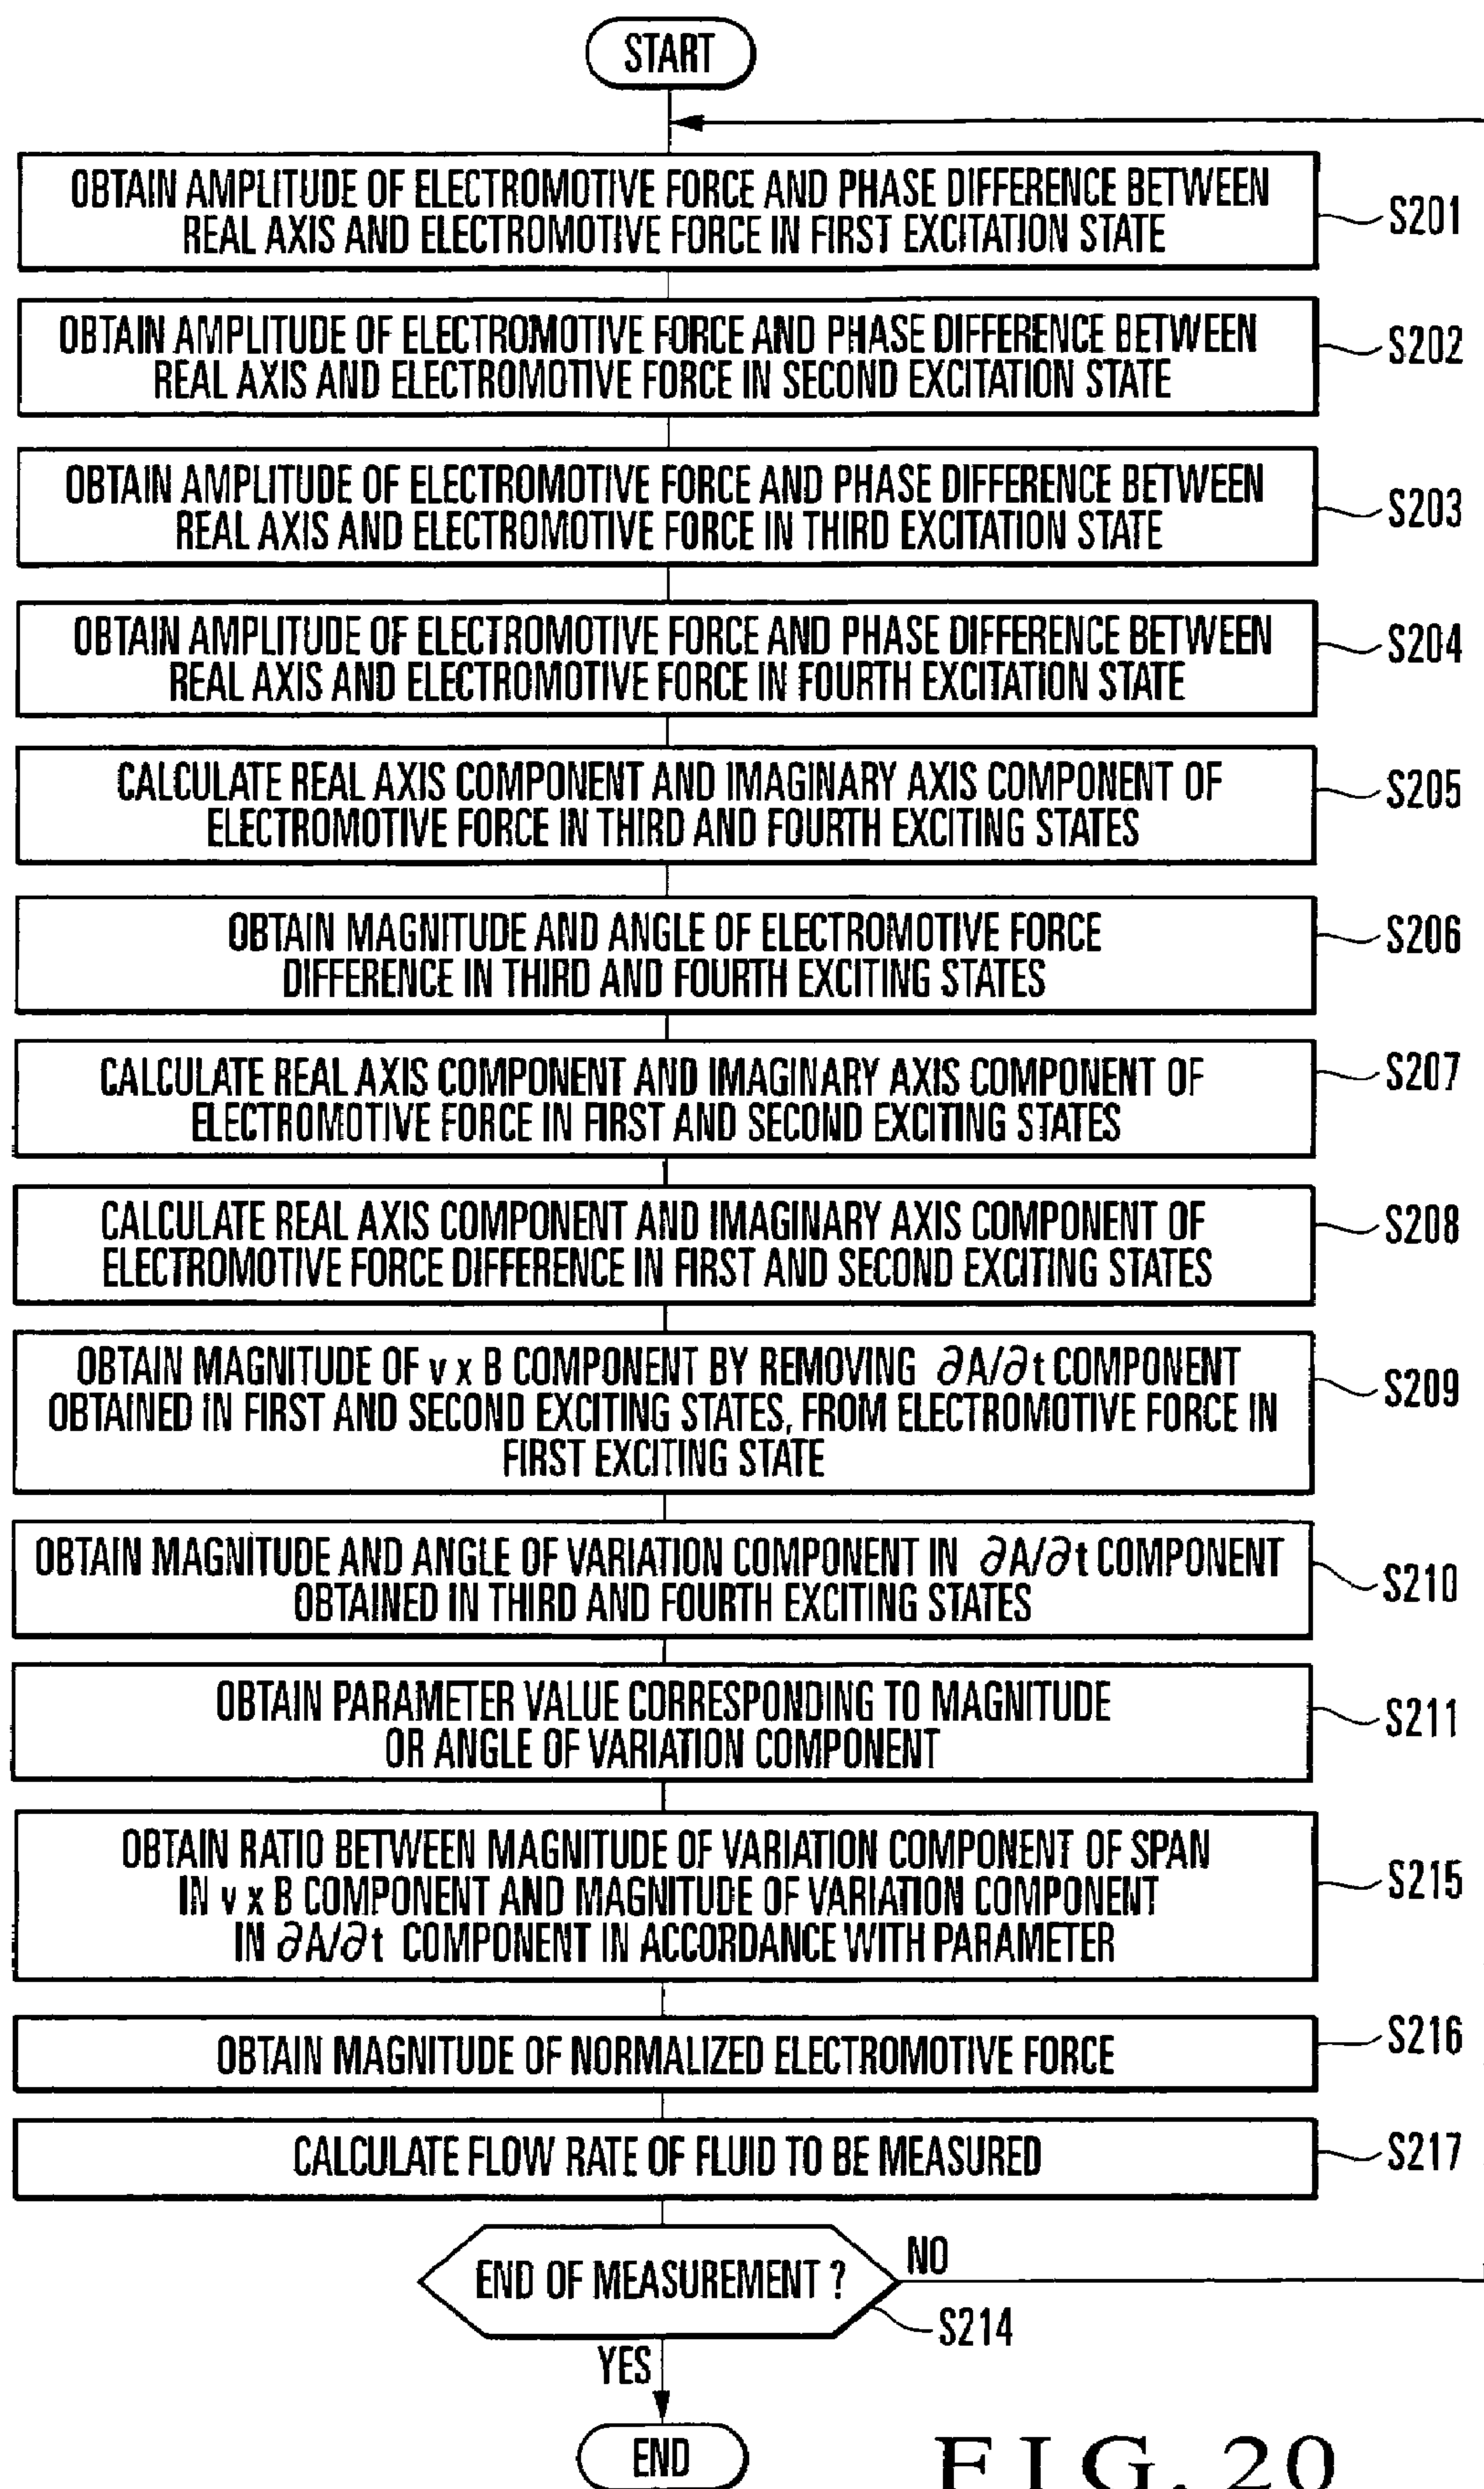 START
OBTAIN AMPLITUDE OF ELECTROMOTIVE FORCE AND PHASE DIFFERENCE BETWEEN
REAL AXIS AND ELECTROMOTIVE FORCE IN FIRST EXCITATION STATE
S201
OBTAIN AMPLITUDE OF ELECTROMOTIVE FORCE AND PHASE DIFFERENCE BETWEEN
REAL AXIS AND ELECTROMOTIVE FORCE IN SECOND EXCITATION STATE
S202
OBTAIN AMPLITUDE OF ELECTROMOTIVE FORCE AND PHASE DIFFERENCE BETWEEN
REAL AXIS AND ELECTROMOTIVE FORCE IN THIRD EXCITATION STATE
S203
OBTAIN AMPLITUDE OF ELECTROMOTIVE FORCE AND PHASE DIFFERENCE BETWEEN
REAL AXIS AND ELECTROMOTIVE FORCE IN FOURTH EXCITATION STATE
S204
CALCULATE REAL AXIS COMPONENT AND IMAGINARY AXIS COMPONENT OF
ELECTROMOTIVE FORCE IN THIRD AND FOURTH EXCITING STATES
S205
OBTAIN MAGNITUDE AND ANGLE OF ELECTROMOTIVE FORCE
DIFFERENCE IN THIRD AND FOURTH EXCITING STATES
S206
CALCULATE REAL AXIS COMPONENT AND IMAGINARY AXIS COMPONENT OF
ELECTROMOTIVE FORCE IN FIRST AND SECOND EXCITING STATES
S207
CALCULATE REAL AXIS COMPONENT AND IMAGINARY AXIS COMPONENT OF
ELECTROMOTIVE FORCE DIFFERENCE IN FIRST AND SECOND EXCITING STATES
S208
OBTAIN MAGNITUDE OF v x B COMPONENT BY REMOVING ∂A/∂t COMPONENT
OBTAINED IN FIRST AND SECOND EXCITING STATES, FROM ELECTROMOTIVE FORCE IN
FIRST EXCITING STATE
S209
OBTAIN MAGNITUDE AND ANGLE OF VARIATION COMPONENT IN ∂A/∂t COMPONENT
OBTAINED IN THIRD AND FOURTH EXCITING STATES
S210
OBTAIN PARAMETER VALUE CORRESPONDING TO MAGNITUDE
OR ANGLE OF VARIATION COMPONENT
S211
OBTAIN RATIO BETWEEN MAGNITUDE OF VARIATION COMPONENT OF SPAN
IN v x B COMPONENT AND MAGNITUDE OF VARIATION COMPONENT
IN ∂A/∂t COMPONENT IN ACCORDANCE WITH PARAMETER
S215
OBTAIN MAGNITUDE OF NORMALIZED ELECTROMOTIVE FORCE
S216
CALCULATE FLOW RATE OF FLUID TO BE MEASURED
S217
END OF MEASUREMENT ?
NO
S214
YES
END
FIG. 20